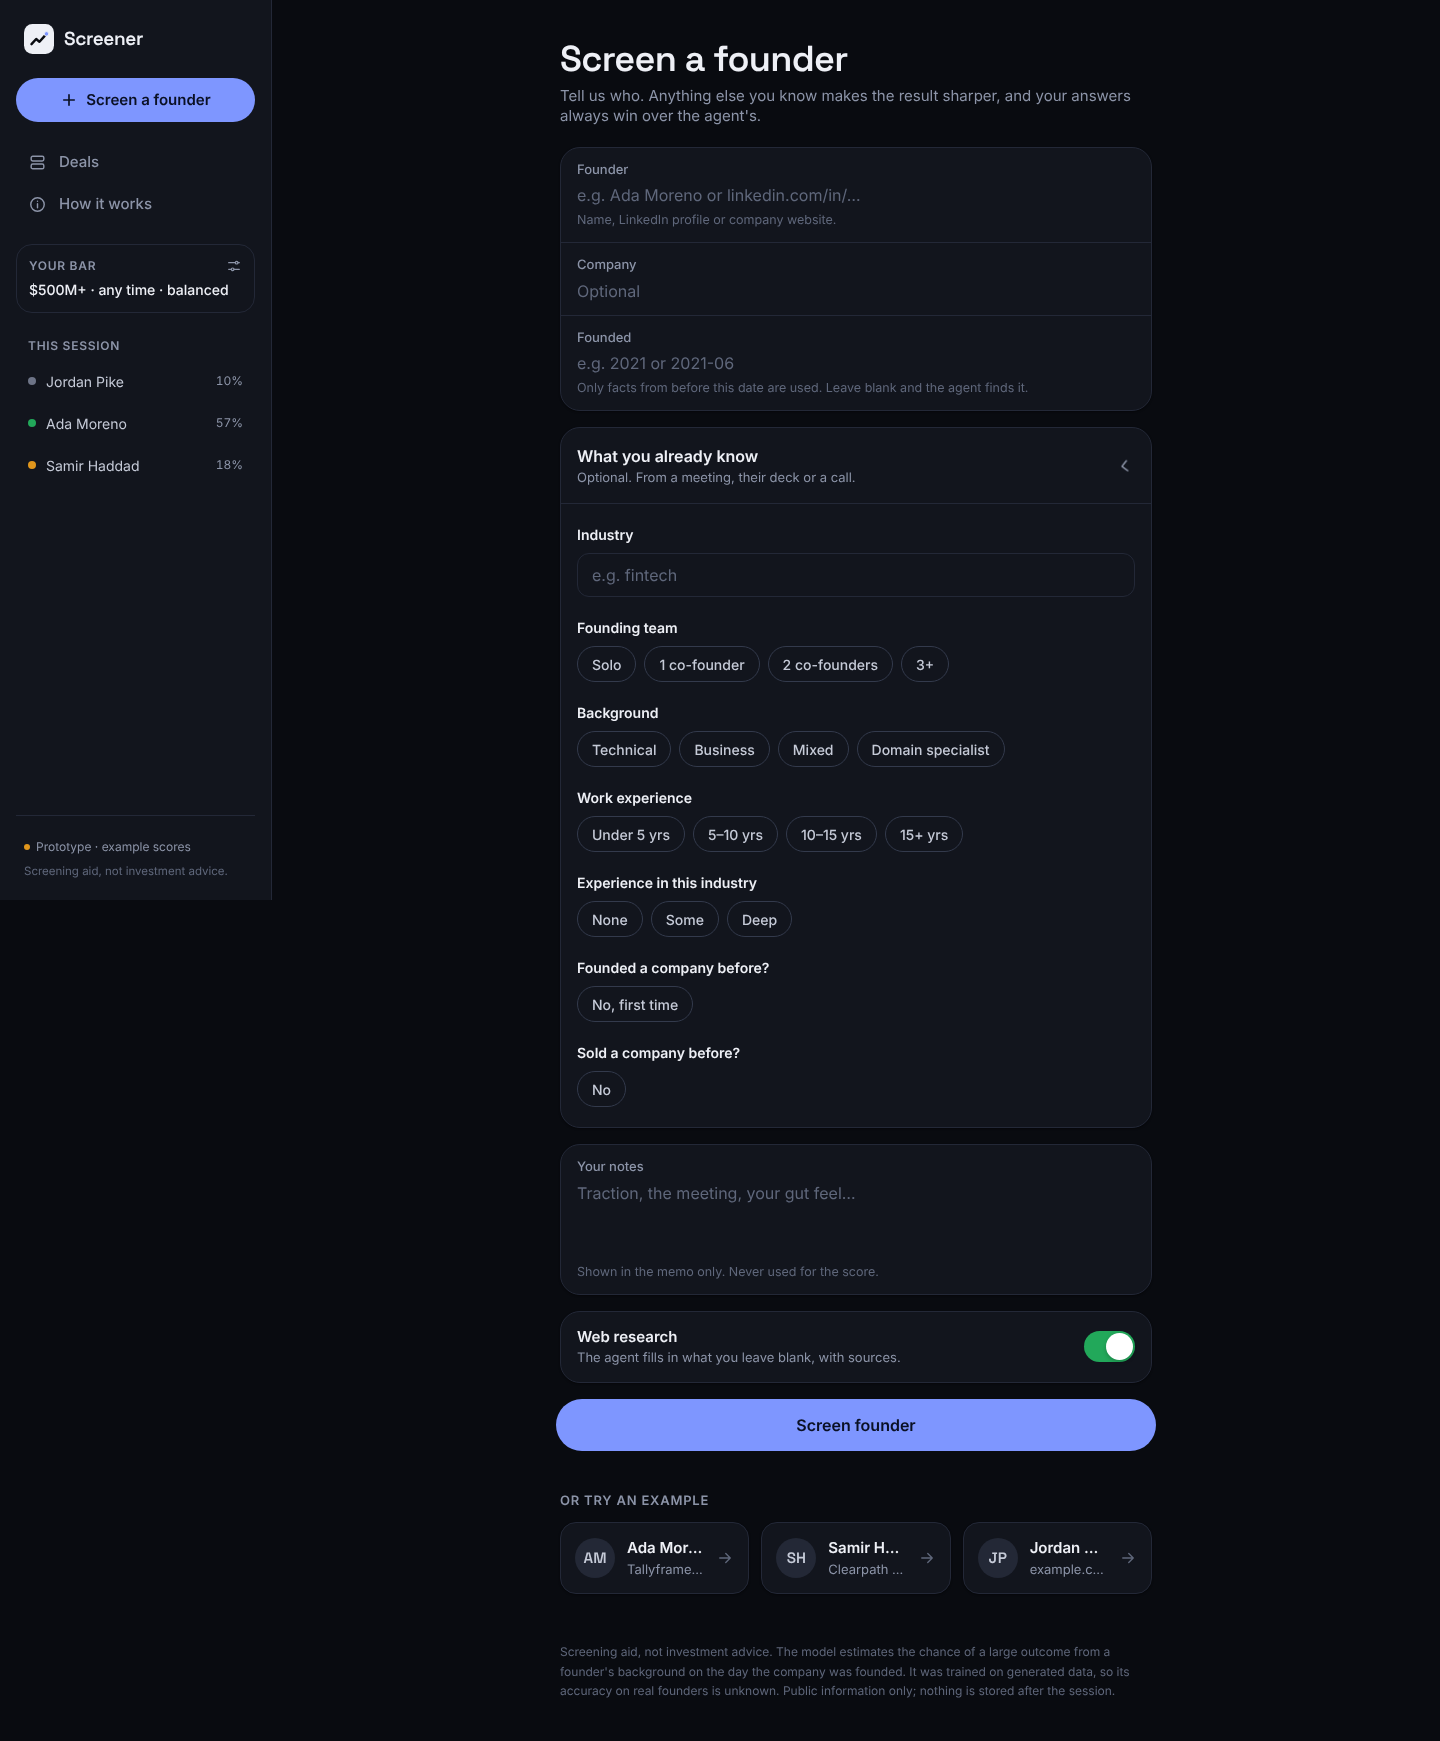 Screener
Screen a founder
Deals
How it works
YOUR BAR
$500M+ · any time · balanced
THIS SESSION
Jordan Pike 10%
Ada Moreno 57%
Samir Haddad 18%
Prototype · example scores
Screening aid, not investment advice.
Screen a founder
Tell us who. Anything else you know makes the result sharper, and your answers
always win over the agent's.
Founder
e.g. Ada Moreno or linkedin.com/in/...
Name, LinkedIn profile or company website.
Company
Optional
Founded
e.g. 2021 or 2021-06
Only facts from before this date are used. Leave blank and the agent finds it.
What you already know
Optional. From a meeting, their deck or a call.
Industry
e.g. fintech
Founding team
Solo 1 co-founder 2 co-founders 3+
Background
Technical Business Mixed Domain specialist
Work experience
Under 5 yrs 5–10 yrs 10–15 yrs 15+ yrs
Experience in this industry
None Some Deep
Founded a company before?
No, first time
Sold a company before?
No
Your notes
Traction, the meeting, your gut feel...
Shown in the memo only. Never used for the score.
Web research
The agent fills in what you leave blank, with sources.
Screen founder
OR TRY AN EXAMPLE
AM Ada Mor... SH Samir H... JP Jordan ...
Tallyframe... Clearpath ... example.c...
Screening aid, not investment advice. The model estimates the chance of a large outcome from a
founder's background on the day the company was founded. It was trained on generated data, so its
accuracy on real founders is unknown. Public information only; nothing is stored after the session.